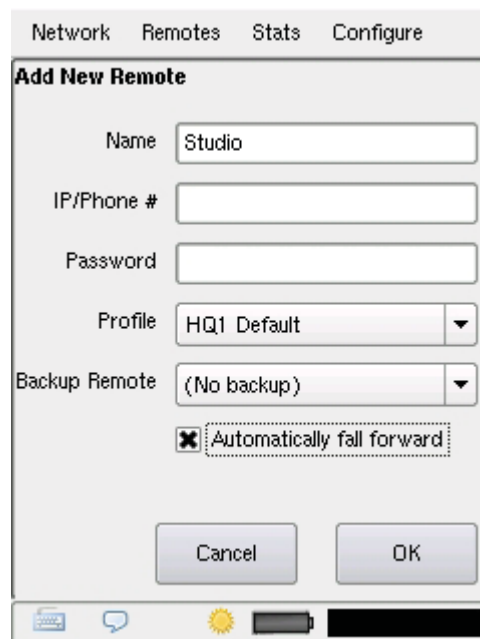 Network Remotes Stats Configure
Add New Remote
Name Studio
IP/Phone #
Password
Profile HQ1 Default
Backup Remote (No backup)
Automatically fall forward
Cancel OK